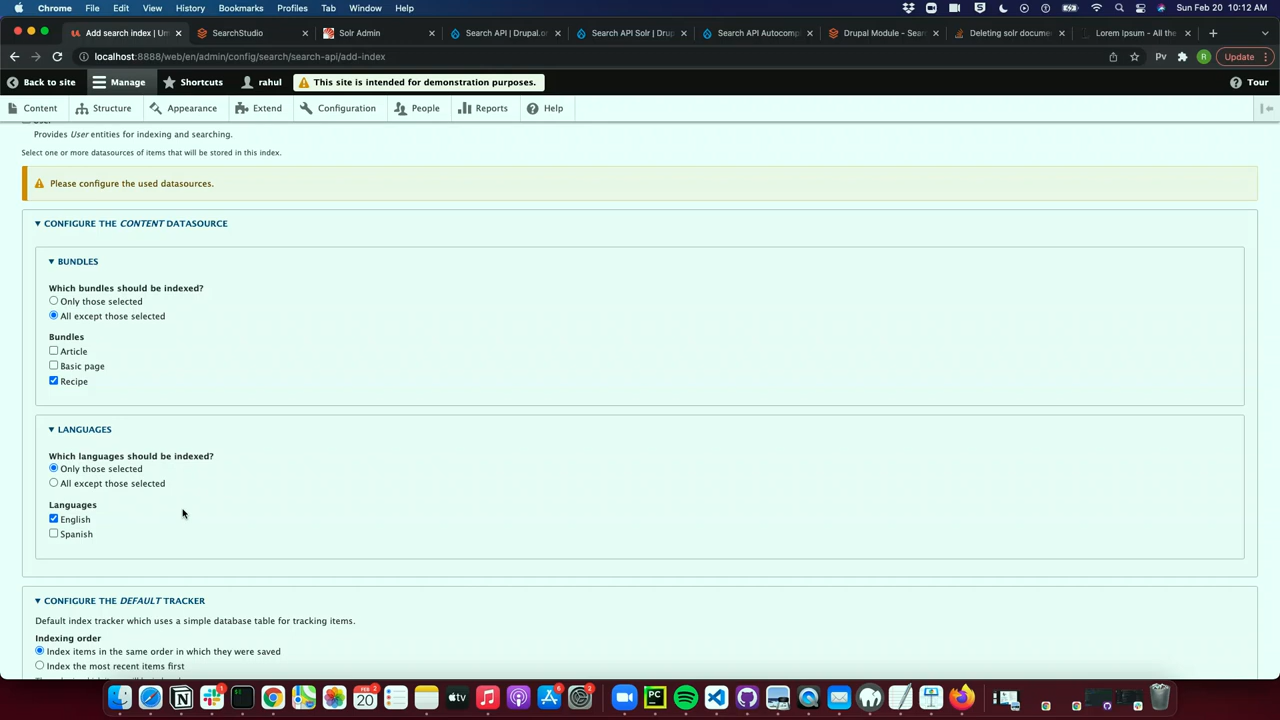 Chrome File Edit View History Bookmarks Profiles Tab Window Help Sun Feb 20 10:12 AM
Add search index | Um SearchStudio Solr Admin Search API | Drupal.o Search API Solr | Drup Search API Autocomp Drupal Module - Sear Deleting solr docume Lorem Ipsum - All the
localhost:8888/web/en/admin/config/search/search-api/add-index Pv R Update
Back to site Manage Shortcuts rahul This site is intended for demonstration purposes. Tour
Content Structure Appearance Extend Configuration People Reports Help
User
Provides User entities for indexing and searching.
Select one or more datasources of items that will be stored in this index.
Please configure the used datasources.
CONFIGURE THE CONTENT DATASOURCE
BUNDLES
Which bundles should be indexed?
Only those selected
All except those selected
Bundles
Article
Basic page
Recipe
LANGUAGES
Which languages should be indexed?
Only those selected
All except those selected
Languages
English
Spanish
CONFIGURE THE DEFAULT TRACKER
Default index tracker which uses a simple database table for tracking items.
Indexing order
Index items in the same order in which they were saved
Index the most recent items first